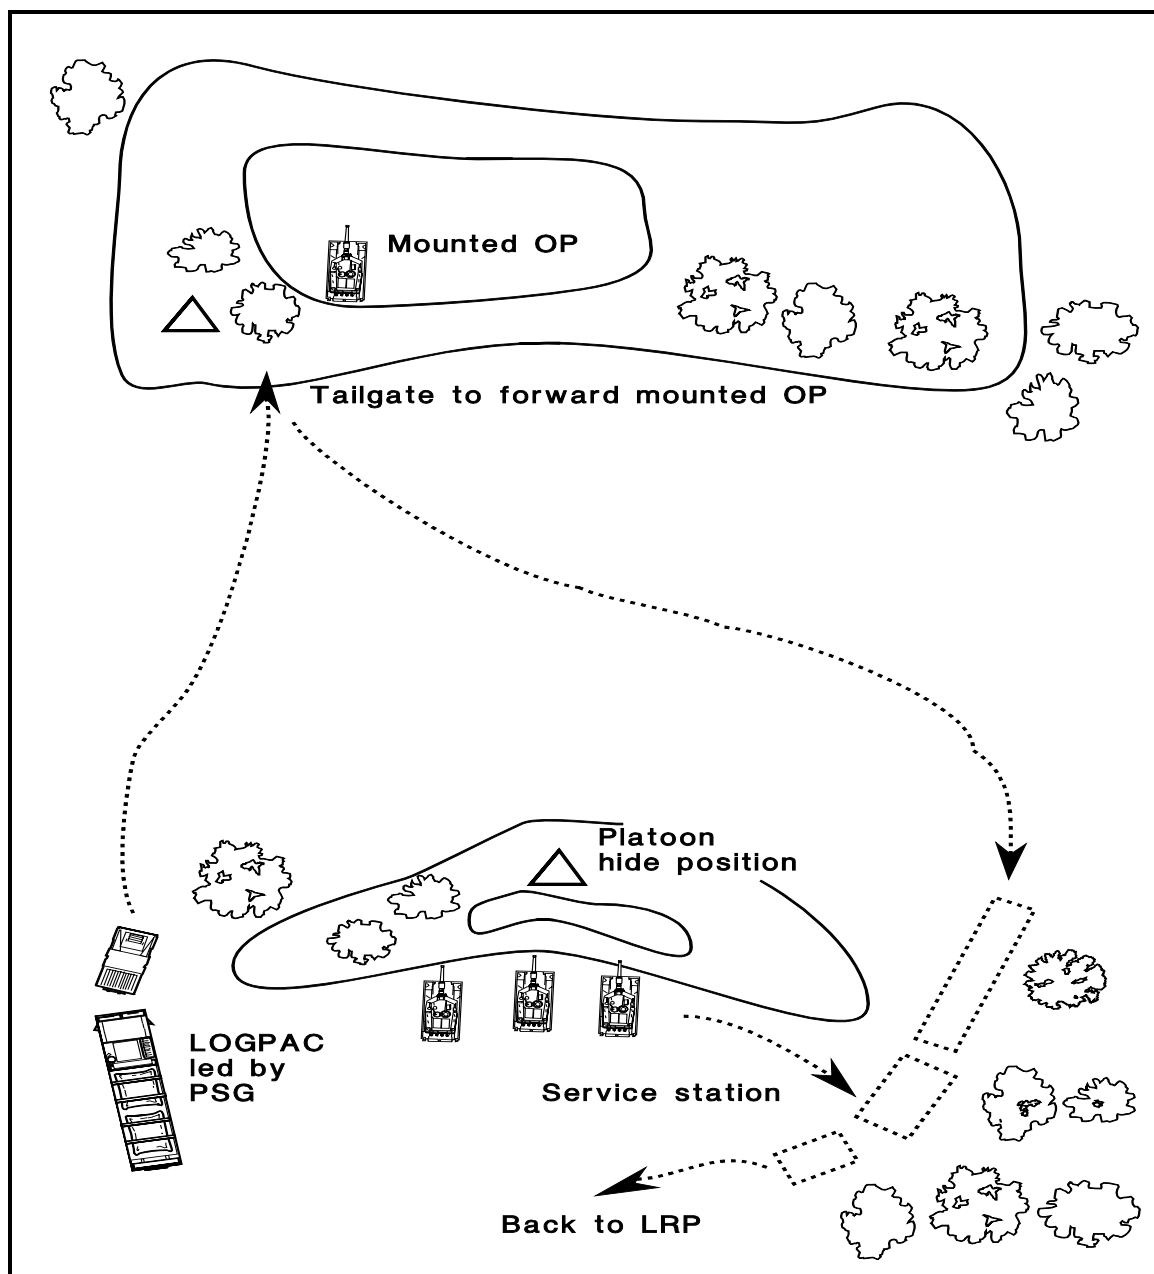 Mounted OP
Tailgate to forward mounted OP
Platoon
hide position
LOGPAC
led by
PSG
Service station
Back to LRP